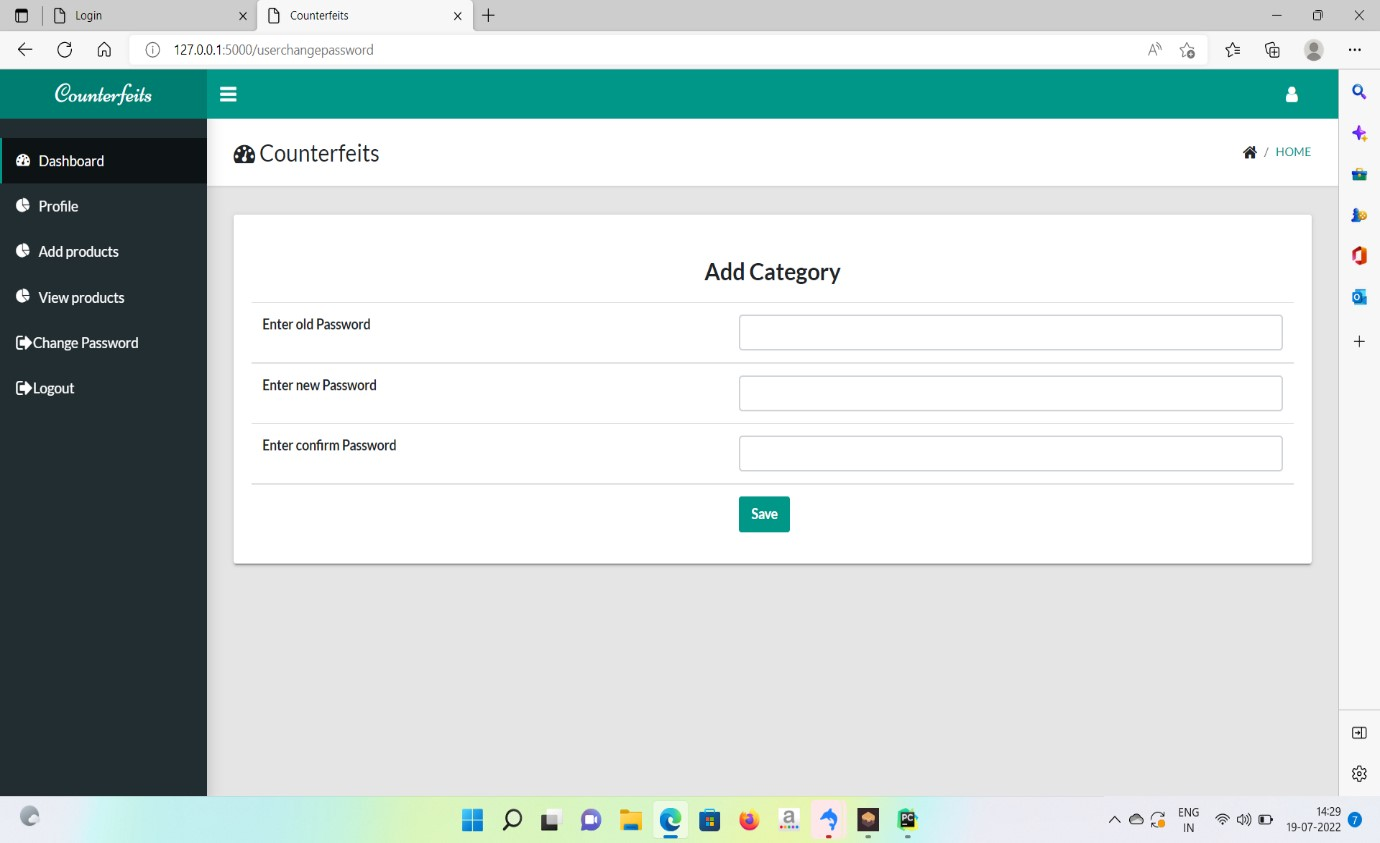 Login
Counterfeits
127.0.0.1:5000/userchangepassword
Counterfeits
Counterfeits
/ HOME
Dashboard
Profile
Add products
View products
Change Password
Logout
Add Category
Enter old Password
Enter new Password
Enter confirm Password
Save
ENG
IN
14:29
19-07-2022
7